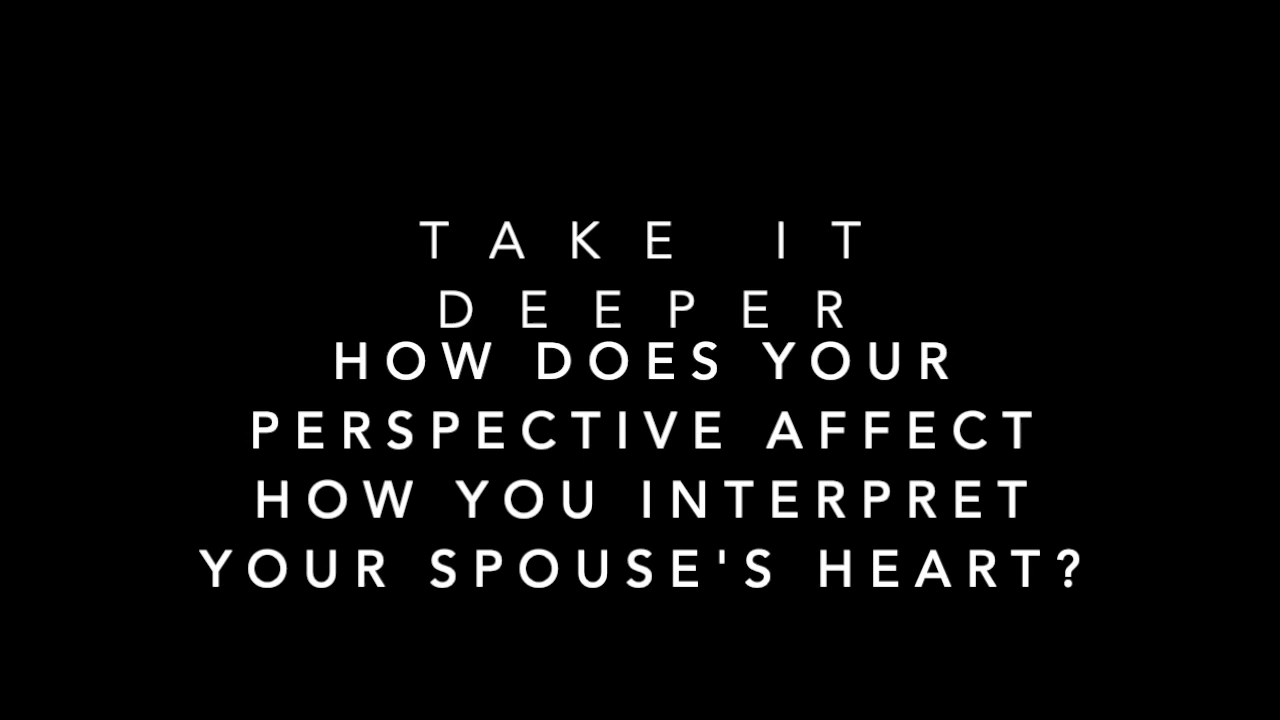 TAKE IT
DEEPER
HOW DOES YOUR
PERSPECTIVE AFFECT
HOW YOU INTERPRET
YOUR SPOUSE'S HEART?